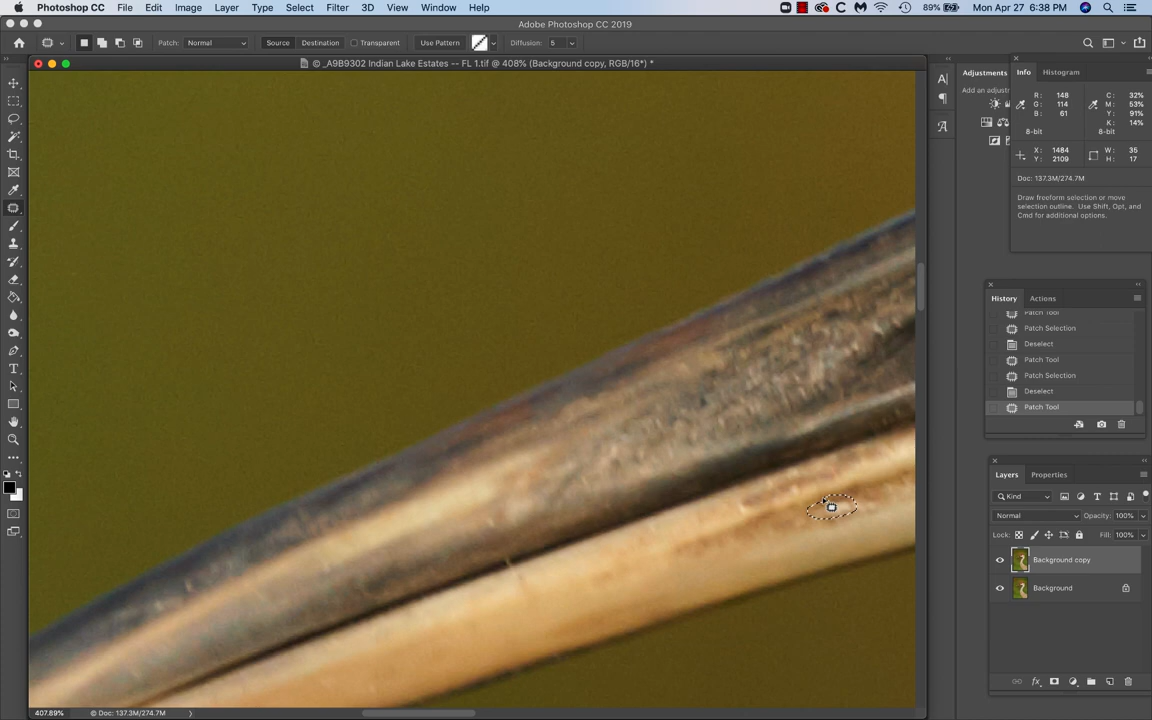 Photoshop CC File Edit Image Layer Type Select Filter 3D View Window Help 89% Mon Apr 27 6:38 PM
Adobe Photoshop CC 2019
Patch: Normal Source Destination Transparent Use Pattern Diffusion: 5
© _A9B9302 Indian Lake Estates -- FL 1.tif @ 408% (Background copy, RGB/16*) *
Adjustments
Add an adjust
Info Histogram
R: 148 C: 32%
G: 114 M: 53%
B: 61 Y: 91%
K: 14%
8-bit 8-bit
X: 1484 W: 35
Y: 2109 H: 17
Doc: 137.3M/274.7M
Draw freeform selection or move
selection outline. Use Shift, Opt, and
Cmd for additional options.
History Actions
Patch Tool
Patch Selection
Deselect
Patch Tool
Patch Selection
Deselect
Patch Tool
Layers Properties
Kind
Normal Opacity: 100%
Lock: Fill: 100%
Background copy
Background
407.89% © Doc: 137.3M/274.7M